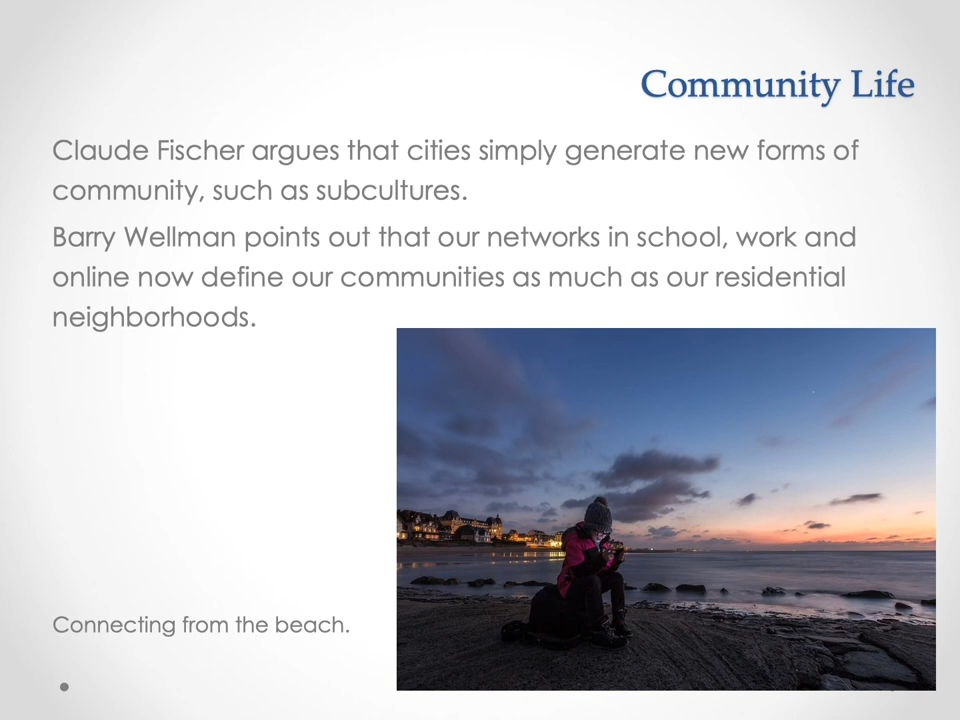 Community Life
Claude Fischer argues that cities simply generate new forms of
community, such as subcultures.
Barry Wellman points out that our networks in school, work and
online now define our communities as much as our residential
neighborhoods.
Connecting from the beach.